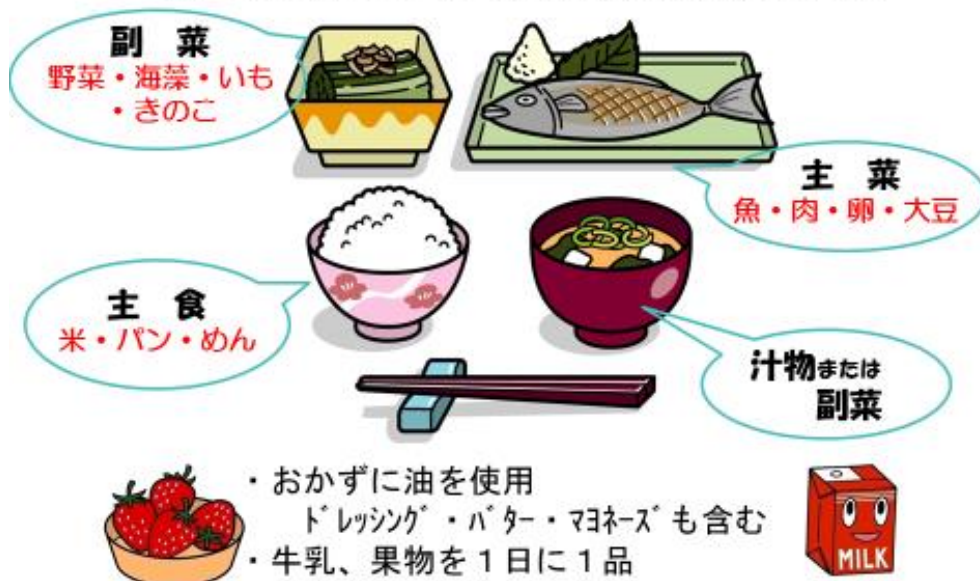 副　菜
野菜・海藻・いも
・きのこ
主　菜
魚・肉・卵・大豆
主　食
米・パン・めん
汁物または
副菜
・おかずに油を使用
ﾄﾞﾚｯｼﾝｸﾞ・ﾊﾞﾀｰ・ﾏﾖﾈｰｽﾞも含む
・牛乳、果物を１日に１品
MILK